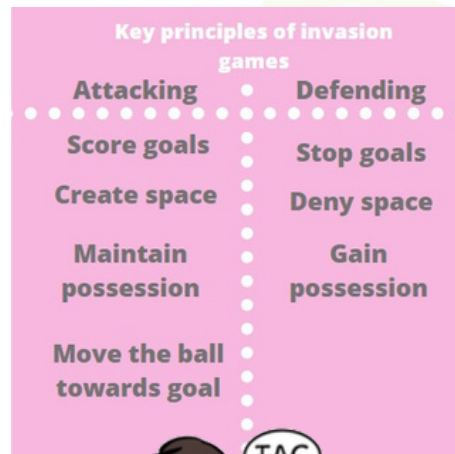 Key principles of invasion
games
Attacking
Defending
Score goals
Stop goals
Create space
Deny space
Maintain
possession
Gain
possession
Move the ball
towards goal
TAG